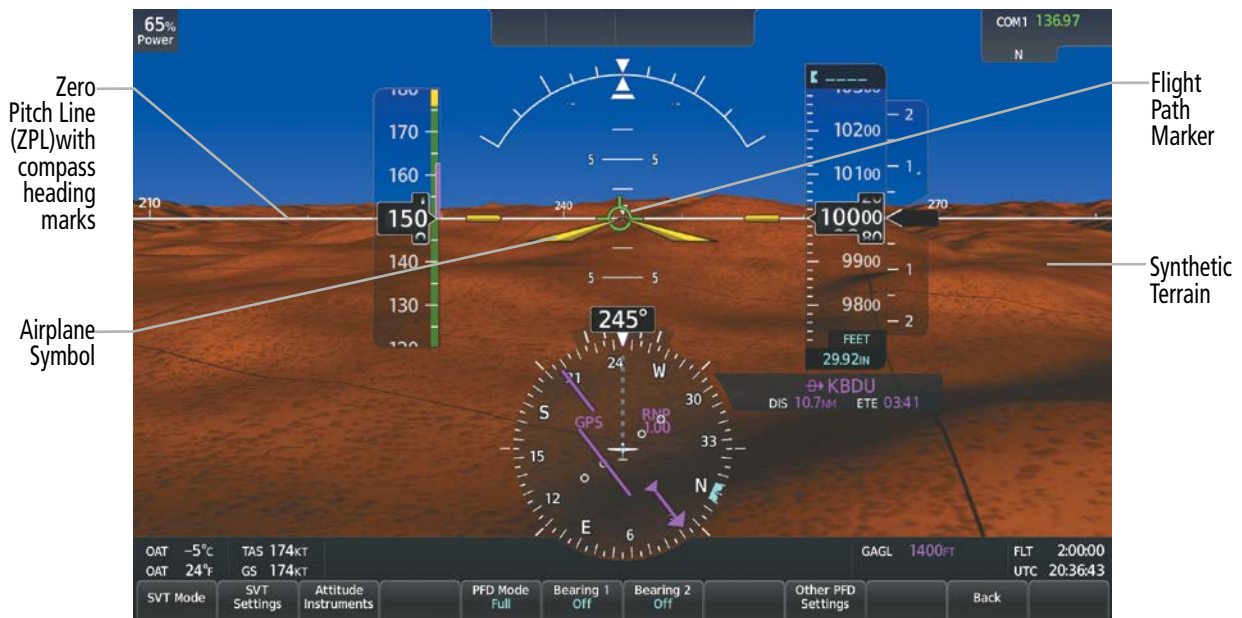 65%
Power
COM1 136.97
N
Zero
Pitch Line
(ZPL)with
compass
heading
marks
Flight
Path
Marker
Airplane
Symbol
Synthetic
Terrain
170
160
150
140
130
5 5
5 5
210
240
270
10200
10100
10000
9900
9800
2
1
1
2
FEET
29.92IN
KBDU
DIS 10.7NM ETE 03:41
245°
24
W
30
33
N
6
E
12
15
S
21
GPS
RNP
1.00
OAT -5°C TAS 174KT
GAGL 1400FT
FLT 2:00:00
OAT 24°F GS 174KT
UTC 20:36:43
SVT Mode
SVT
Settings
Attitude
Instruments
PFD Mode
Full
Bearing 1
Off
Bearing 2
Off
Other PFD
Settings
Back